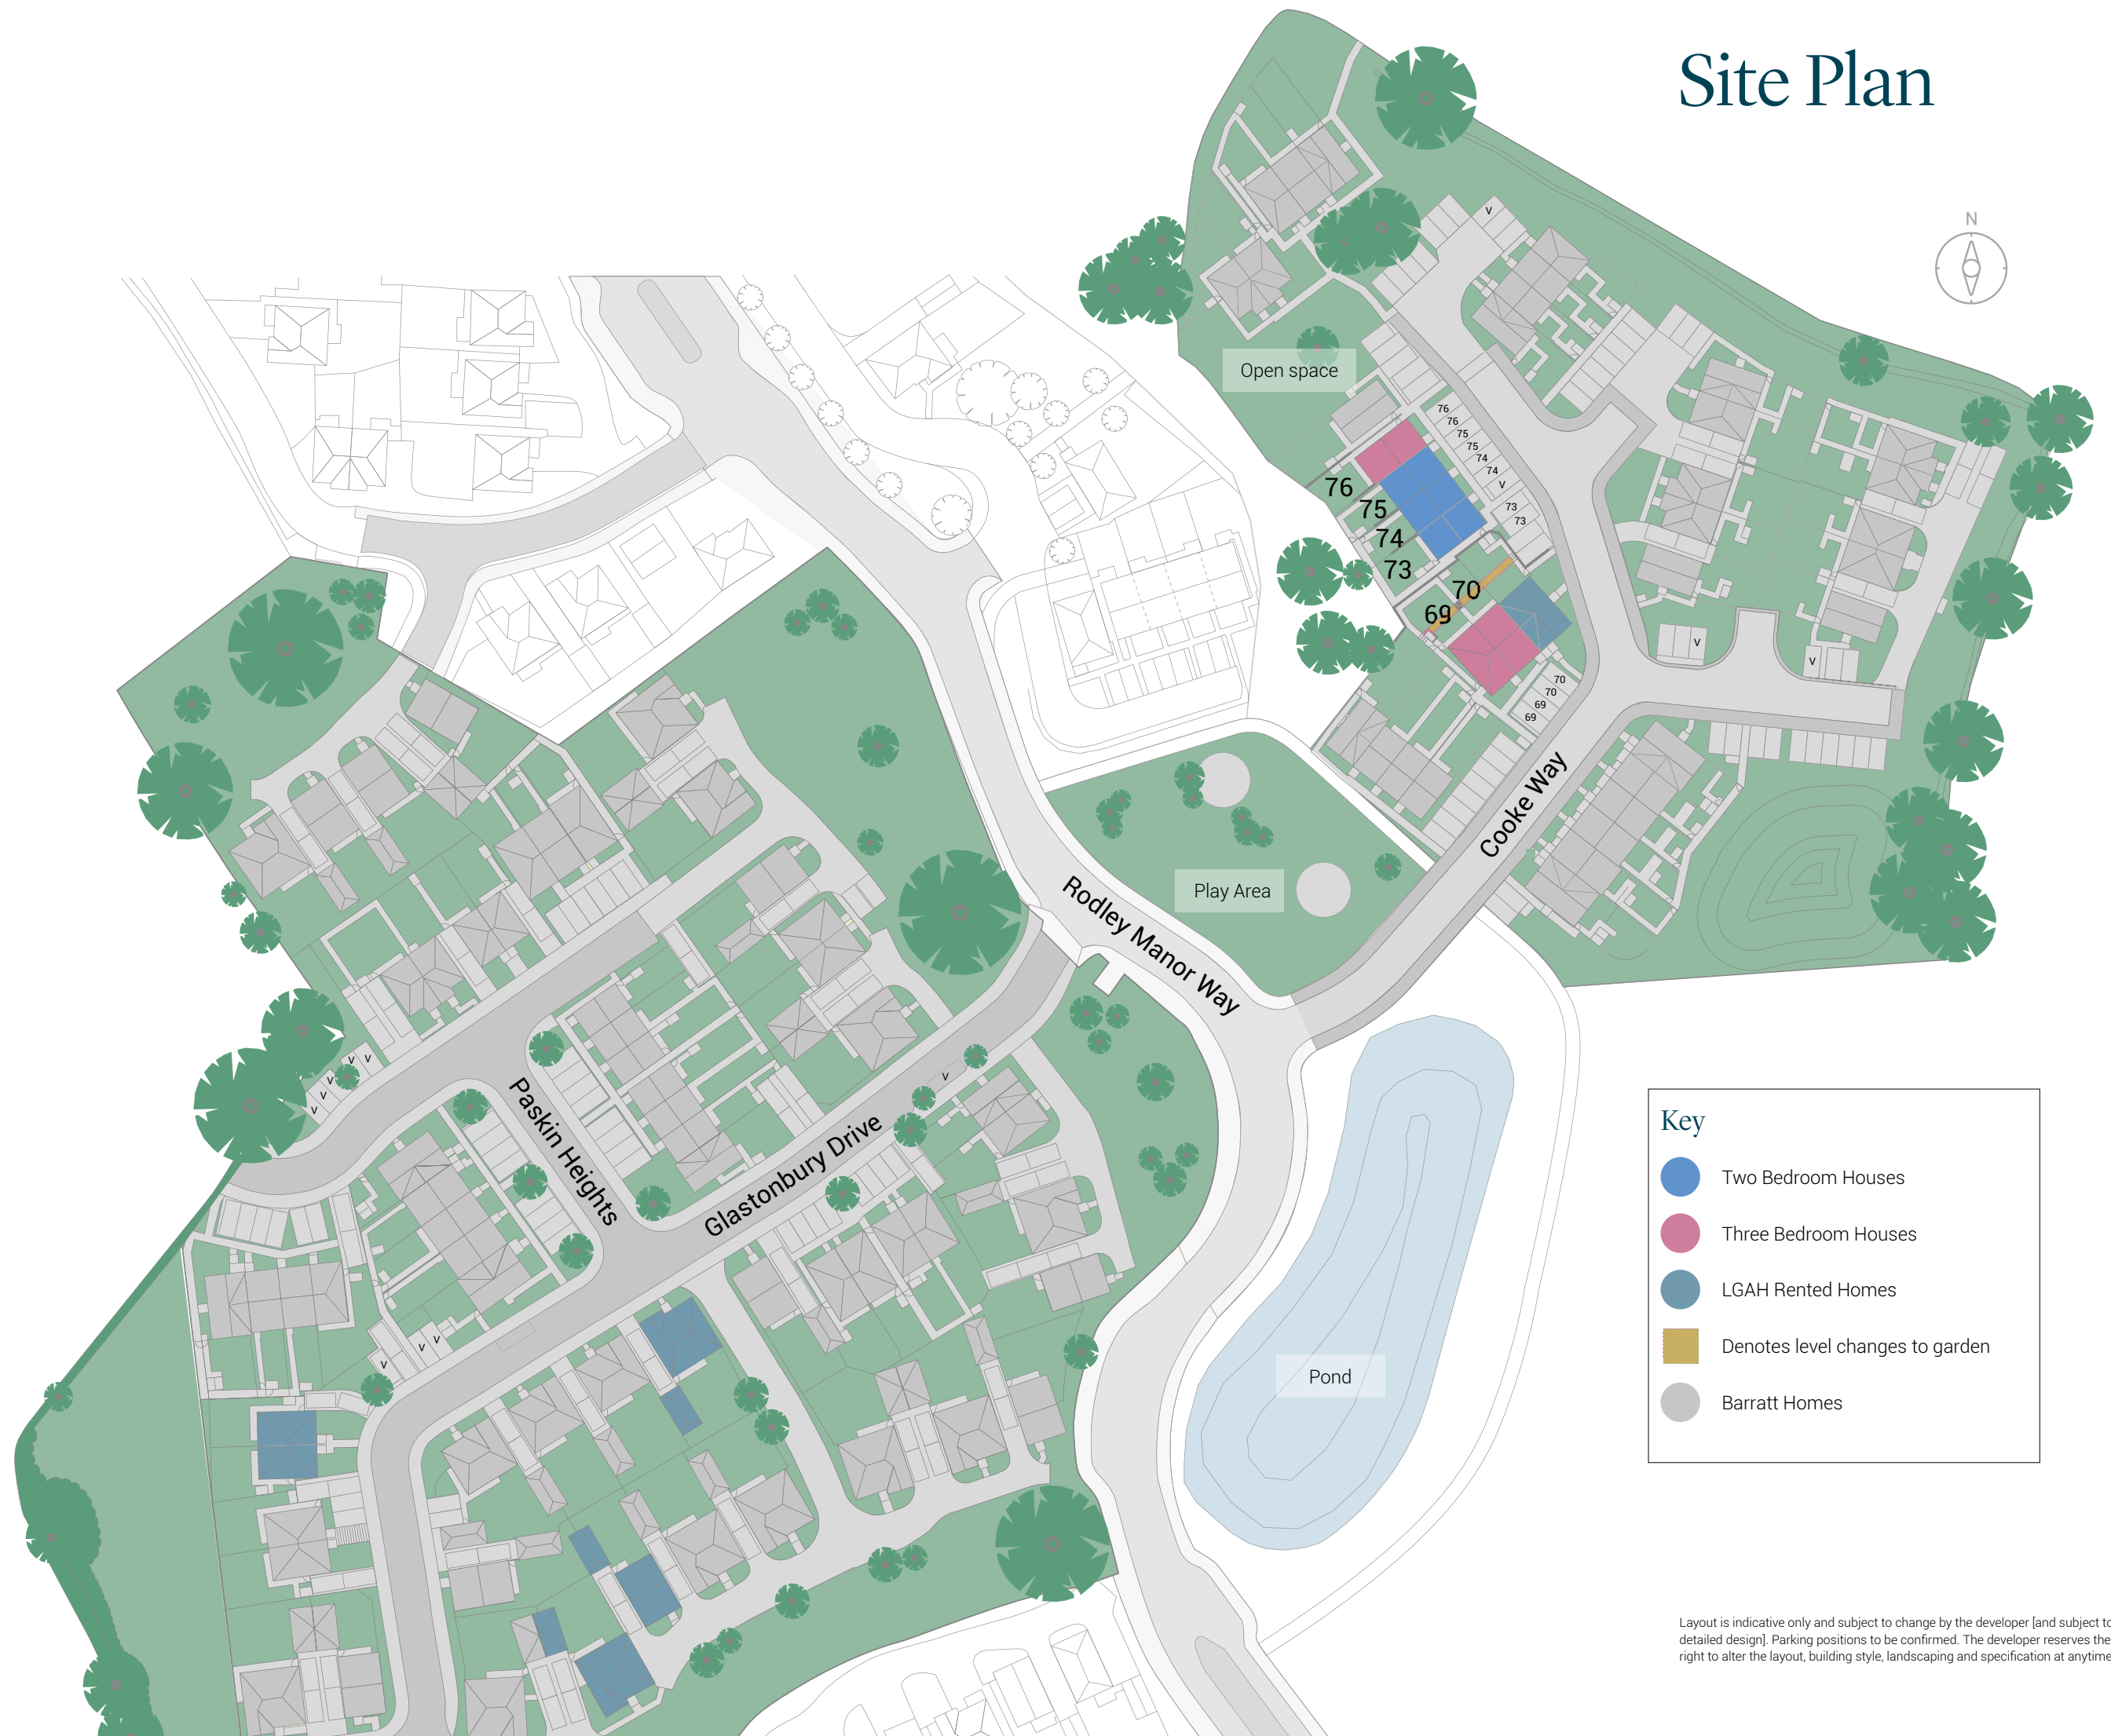 Site Plan
N
V
Open space
76
76
75
75
74
74
V
73
73
76
75
74
73
70
69
70
70
69
69
V
V
Cooke Way
Play Area
Rodley Manor Way
Paskin Heights
Glastonbury Drive
V
V
V
V
V
V
V
V
V
Pond
Key
Two Bedroom Houses
Three Bedroom Houses
LGAH Rented Homes
Denotes level changes to garden
Barratt Homes
Layout is indicative only and subject to change by the developer [and subject to
detailed design]. Parking positions to be confirmed. The developer reserves the
right to alter the layout, building style, landscaping and specification at anytime